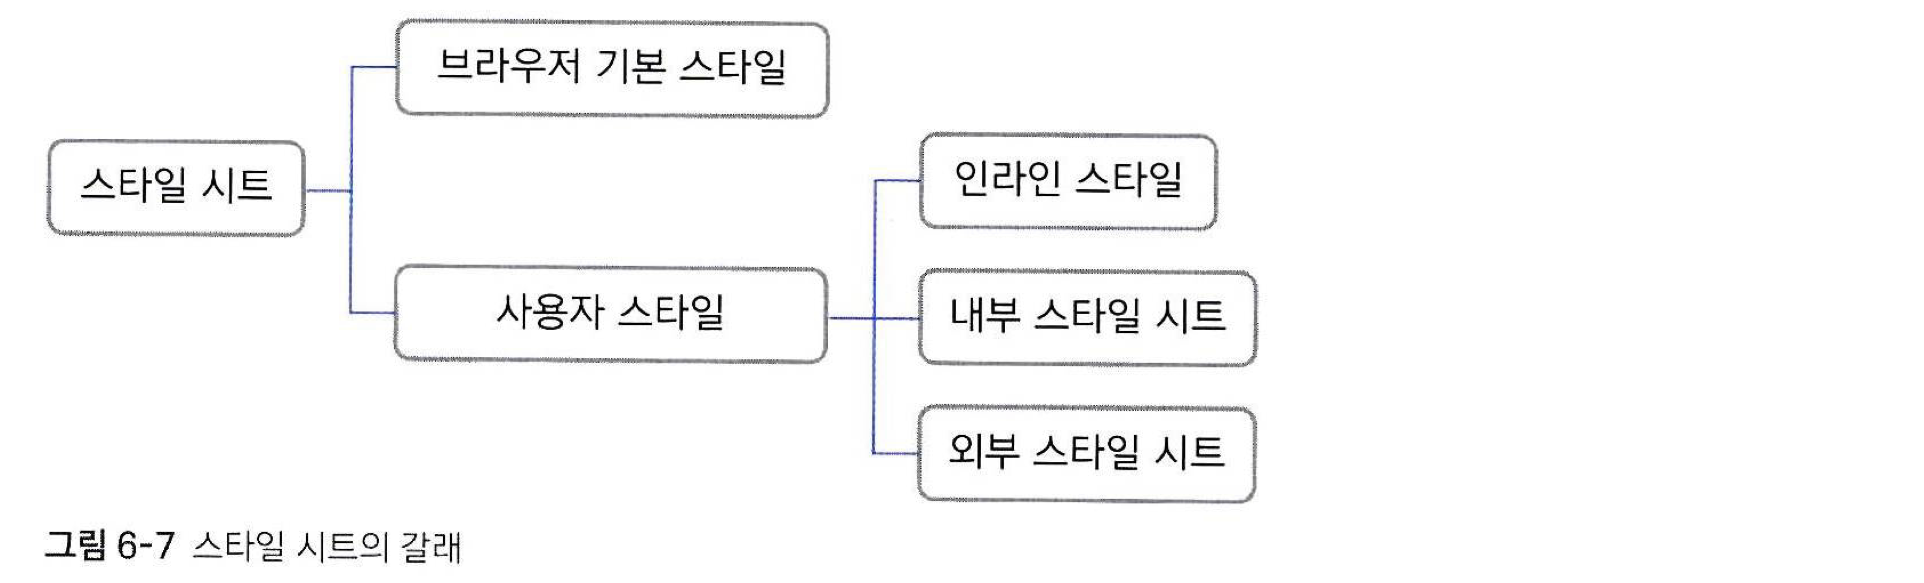 브라우저 기본 스타일
스타일 시트
인라인 스타일
사용자 스타일
내부 스타일 시트
외부 스타일 시트
그림 6-7 스타일 시트의 갈래